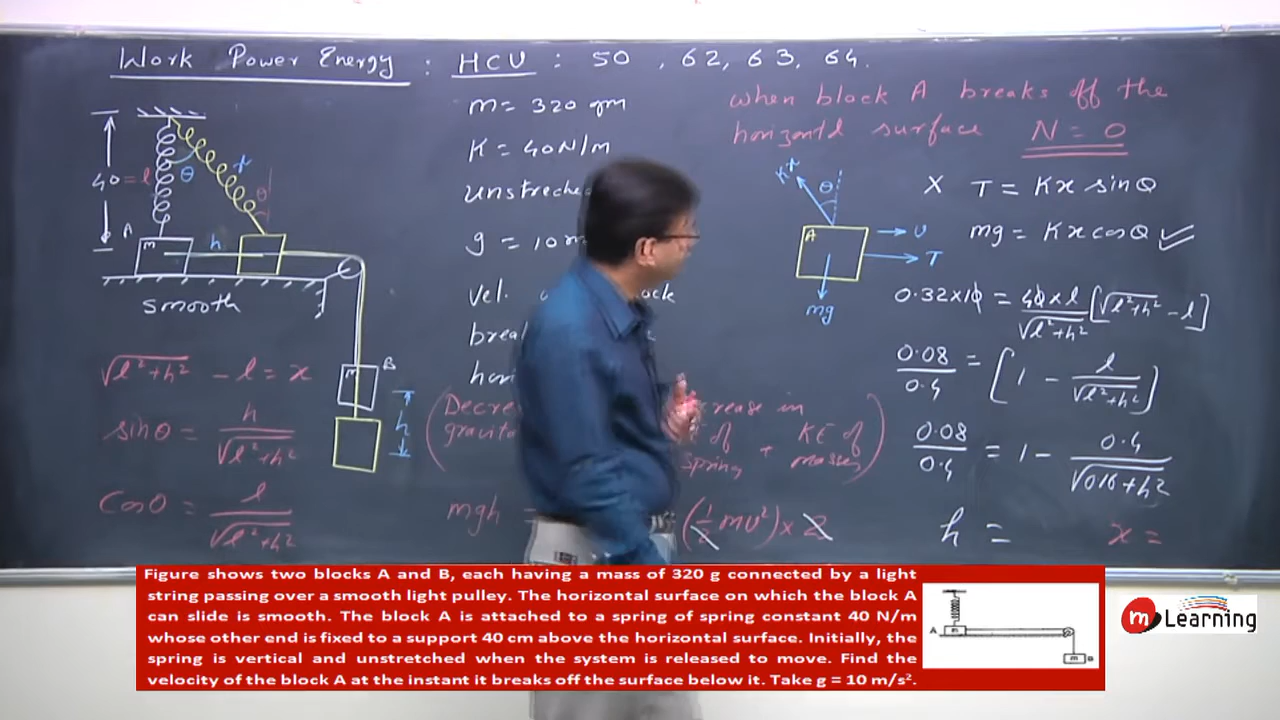 Work Power Energy : HCU : 50 , 62, 63, 64.
40 = l
θ
x
θ
A
m
h
smooth
B
m
h
√l²+h² - l = x
sinθ = h / √l²+h²
Cosθ = l / √l²+h²
m = 320 gm
K = 40N/m
g = 10
vel.
(
gravit
spring + KE of masses)
mgh = (½ mv²) x 2
when block A breaks off the
horizontal surface N = 0
Kx
θ
A
v
T
mg
X T = Kx sinθ
mg = Kx cosθ ✓
0.32x10 = 40 x l / √l²+h² [√l²+h² - l]
0.08 / 0.4 = [1 - l / √l²+h²]
0.08 / 0.4 = 1 - 0.4 / √0.16+h²
h = x =
Figure shows two blocks A and B, each having a mass of 320 g connected by a light
string passing over a smooth light pulley. The horizontal surface on which the block A
can slide is smooth. The block A is attached to a spring of spring constant 40 N/m
whose other end is fixed to a support 40 cm above the horizontal surface. Initially, the
spring is vertical and unstretched when the system is released to move. Find the
velocity of the block A at the instant it breaks off the surface below it. Take g = 10 m/s².
A m
m B
m Learning